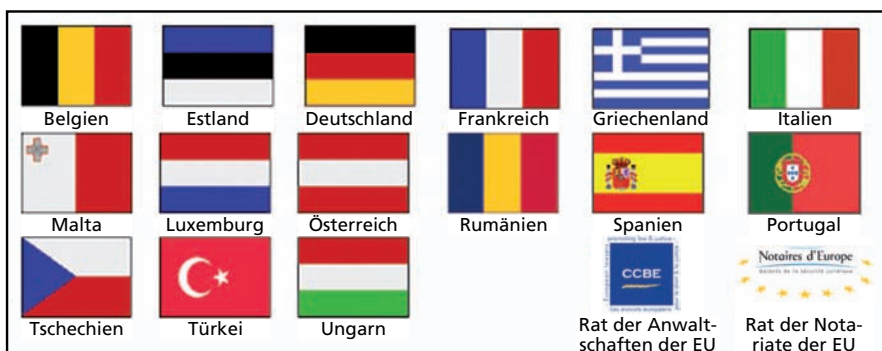 Belgien
Estland
Deutschland
Frankreich
Griechenland
Italien
Malta
Luxemburg
Österreich
Rumänien
Spanien
Portugal
Tschechien
Türkei
Ungarn
CCBE
Rat der Anwalt-
schaften der EU
Notaires d'Europe
Rat der Nota-
riate der EU